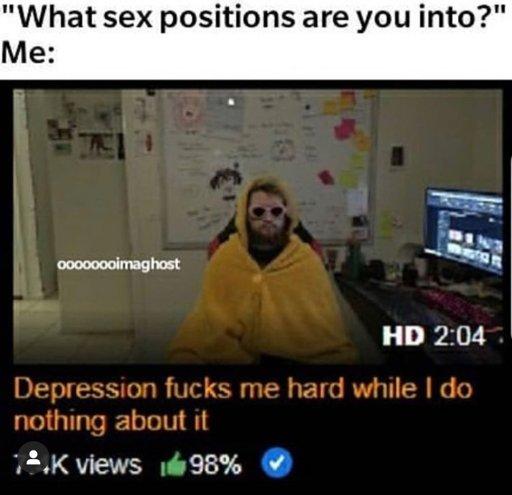 "What sex positions are you into?"
Me:
oooooooimaghost
HD 2:04
Depression fucks me hard while I do
nothing about it
K views 98%